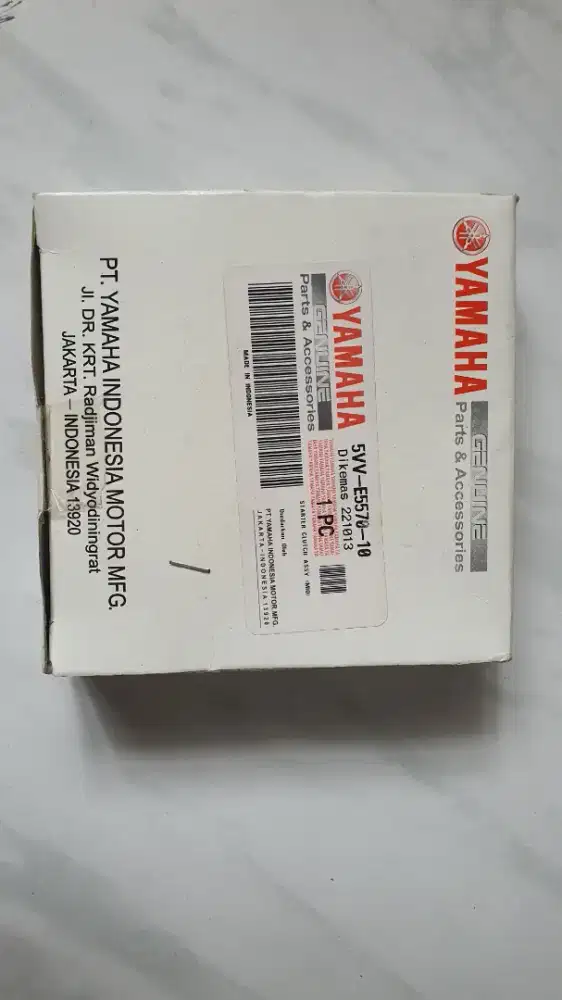 YAMAHA GENUINE
Parts & Accessories
YAMAHA
GENUINE
Parts & Accessories
5VV-E5570-10
Dikemas 221013
1 PC
STARTER CLUTCH ASSY
MADE IN INDONESIA
Diedarkan Oleh
PT. YAMAHA INDONESIA MOTOR MFG.
JAKARTA-INDONESIA 13920
PT. YAMAHA INDONESIA MOTOR MFG.
Jl. DR. KRT. Radjiman Widyodiningrat
JAKARTA – INDONESIA 13920